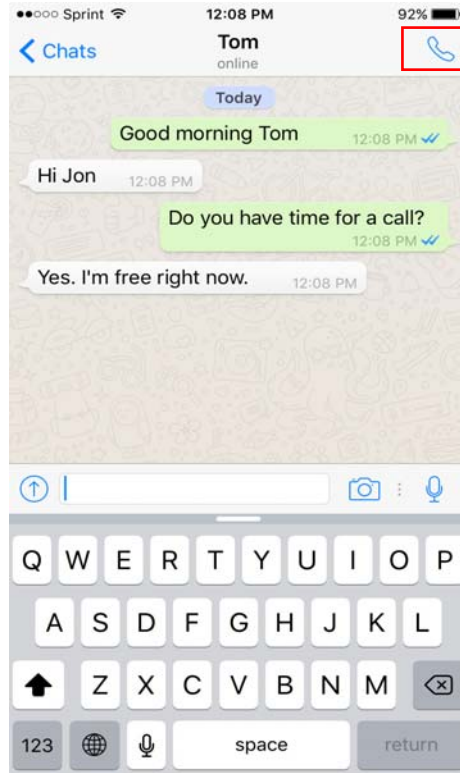 Sprint 12:08 PM 92%
Chats Tom
online
Today
Good morning Tom 12:08 PM
Hi Jon 12:08 PM
Do you have time for a call?
12:08 PM
Yes. I'm free right now. 12:08 PM
Q W E R T Y U I O P
A S D F G H J K L
Z X C V B N M
123 space return